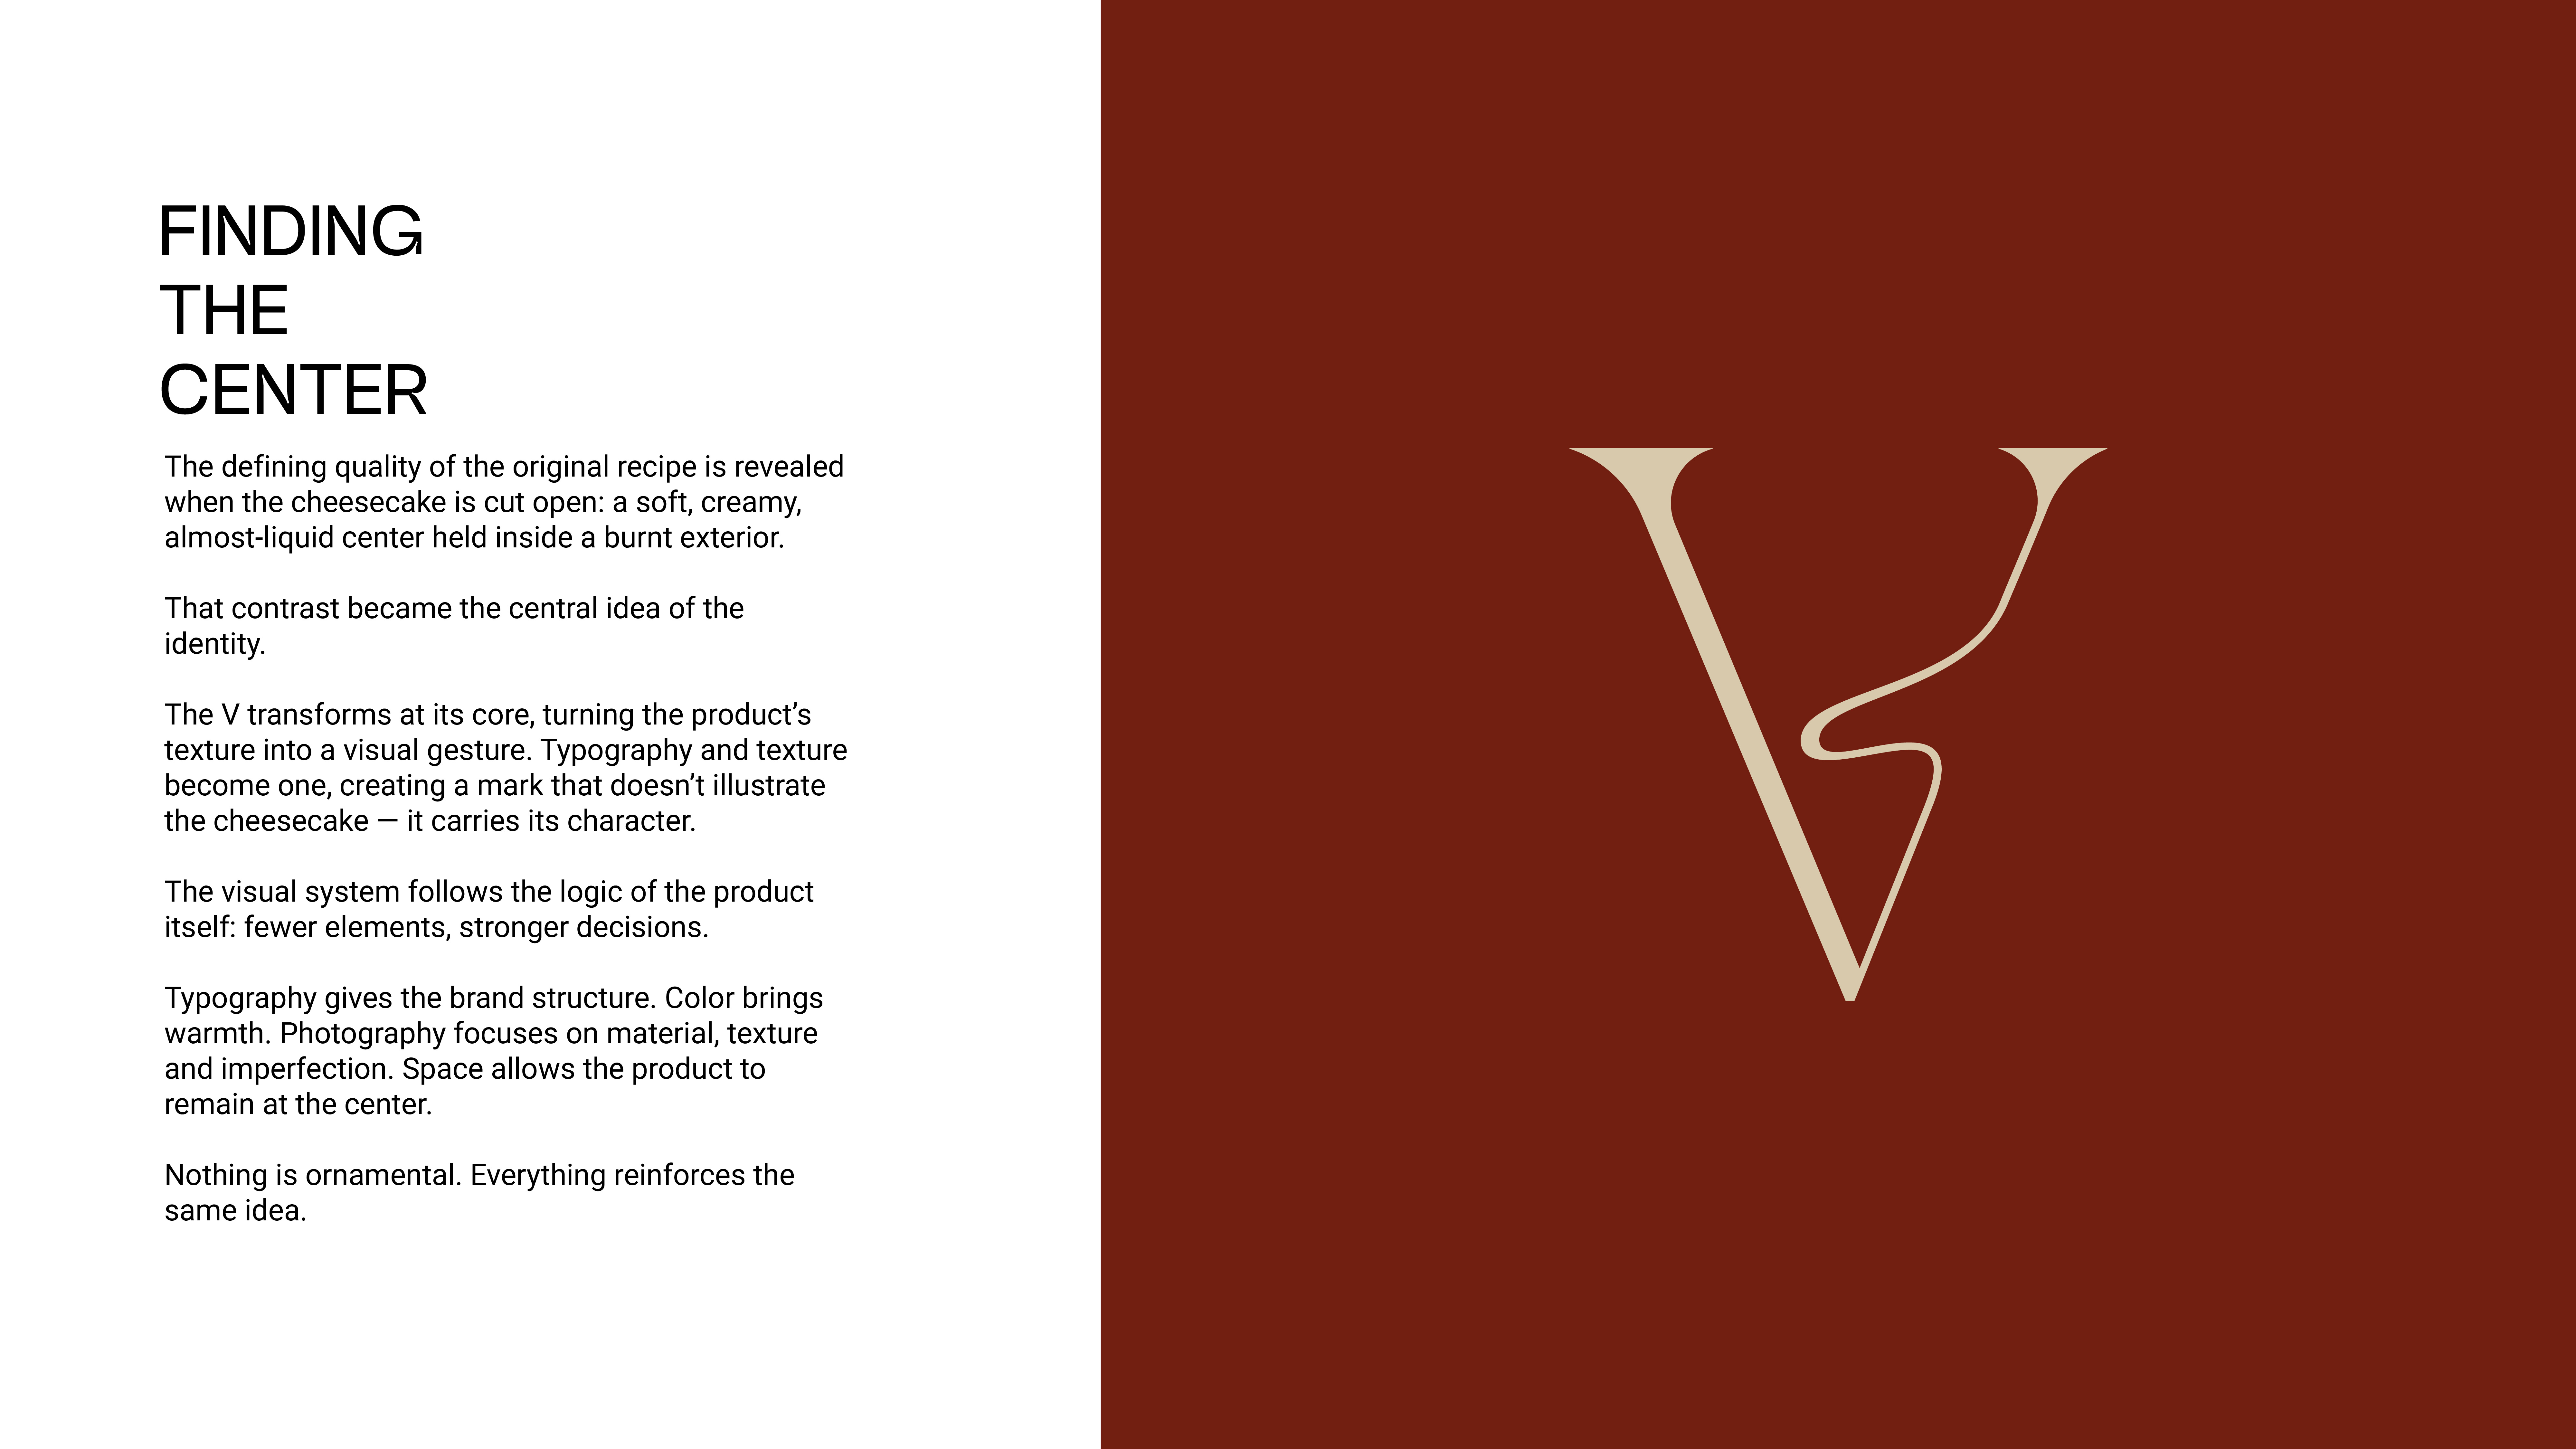 FINDING
THE
CENTER
The defining quality of the original recipe is revealed
when the cheesecake is cut open: a soft, creamy,
almost-liquid center held inside a burnt exterior.
That contrast became the central idea of the
identity.
The V transforms at its core, turning the product’s
texture into a visual gesture. Typography and texture
become one, creating a mark that doesn’t illustrate
the cheesecake — it carries its character.
The visual system follows the logic of the product
itself: fewer elements, stronger decisions.
Typography gives the brand structure. Color brings
warmth. Photography focuses on material, texture
and imperfection. Space allows the product to
remain at the center.
Nothing is ornamental. Everything reinforces the
same idea.
V